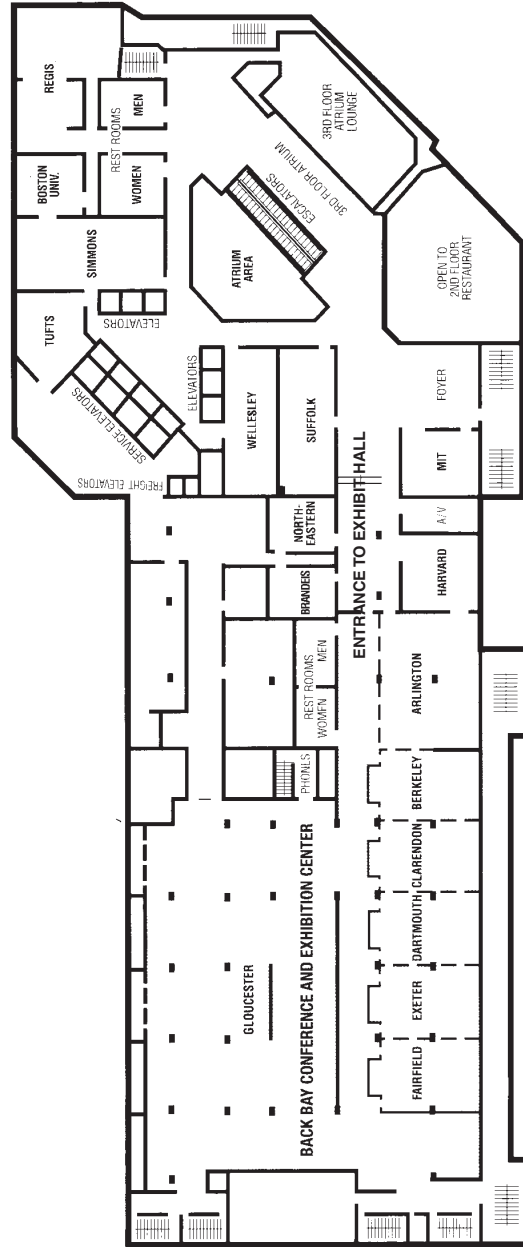 REGIS
MEN
REST ROOMS
WOMEN
BOSTON
UNIV.
SIMMONS
TUFTS
ELEVATORS
SERVICE ELEVATORS
FREIGHT ELEVATORS
ELEVATORS
3RD FLOOR
ATRIUM
LOUNGE
3RD FLOOR ATRIUM
ESCALATORS
ATRIUM
AREA
OPEN TO
2ND FLOOR
RESTAURANT
WELLESLEY
SUFFOLK
FOYER
MIT
A/V
HARVARD
NORTH-
EASTERN
BRANDEIS
ENTRANCE TO EXHIBIT HALL
REST ROOMS
WOMEN MEN
PHONES
ARLINGTON
BERKELEY
CLARENDON
DARTMOUTH
EXETER
FAIRFIELD
GLOUCESTER
BACK BAY CONFERENCE AND EXHIBITION CENTER